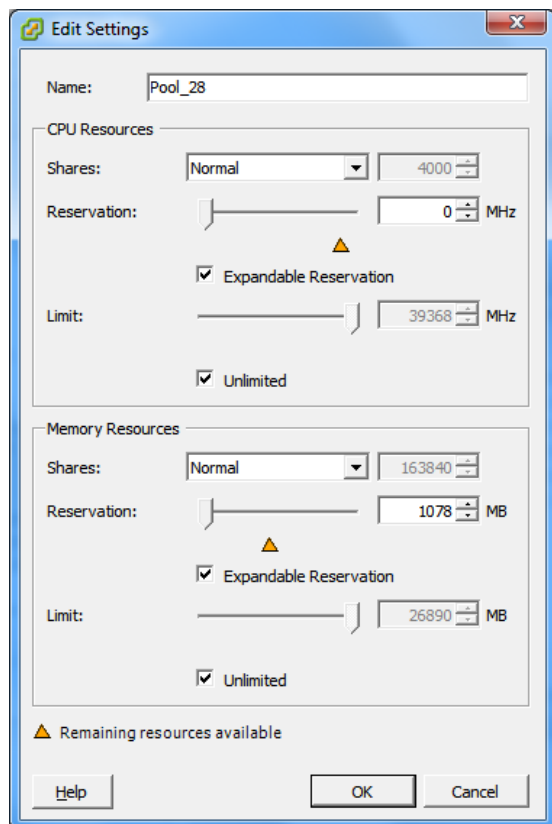 Edit Settings
Name: Pool_28
CPU Resources
Shares: Normal 4000
Reservation: 0 MHz
Expandable Reservation
Limit: 39368 MHz
Unlimited
Memory Resources
Shares: Normal 163840
Reservation: 1078 MB
Expandable Reservation
Limit: 26890 MB
Unlimited
Remaining resources available
Help OK Cancel